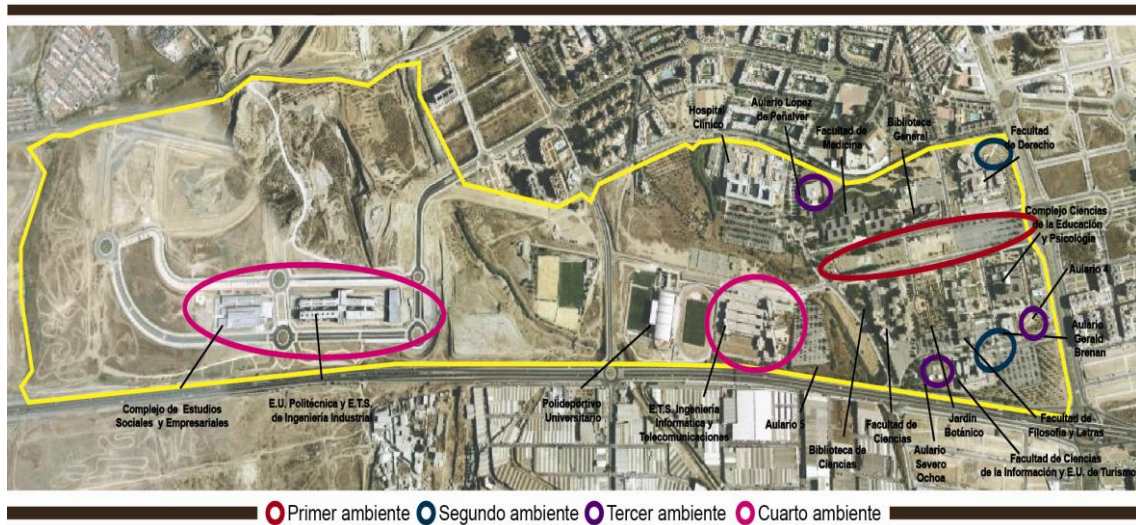 Hospital
Clínico
Aulario López
de Peñalver
Facultad de
Medicina
Biblioteca
General
Facultad
de Derecho
Complejo Ciencias
de la Educación
y Psicología
Aulario 4
Aulario
Gerald
Brenan
Complejo de Estudios
Sociales y Empresariales
E.U. Politécnica y E.T.S.
de Ingeniería Industrial
Polideportivo
Universitario
E.T.S. Ingeniería
Informática y
Telecomunicaciones
Aulario 5
Biblioteca de
Ciencias
Facultad de
Ciencias
Aulario
Severo
Ochoa
Jardín
Botánico
Facultad de
Filosofía y Letras
Facultad de Ciencias
de la Información y E.U. de Turismo
Primer ambiente
Segundo ambiente
Tercer ambiente
Cuarto ambiente